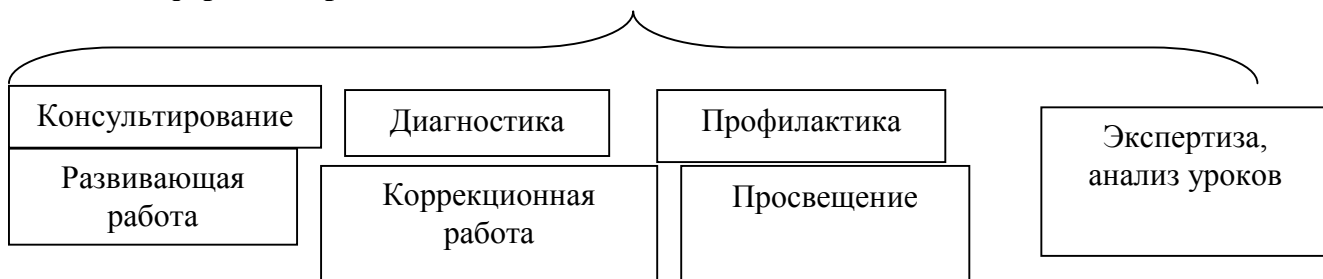 Консультирование
Диагностика
Профилактика
Экспертиза,
анализ уроков
Развивающая
работа
Коррекционная
работа
Просвещение